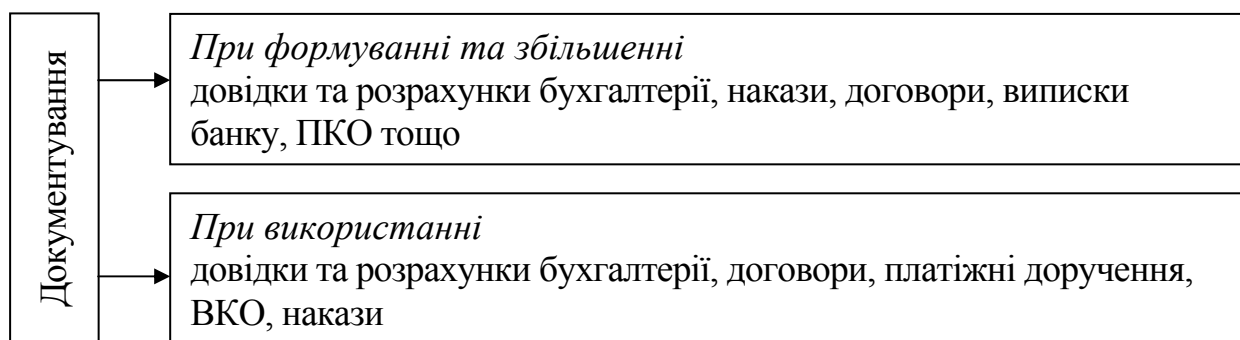 Документування
При формуванні та збільшенні
довідки та розрахунки бухгалтерії, накази, договори, виписки
банку, ПКО тощо
При використанні
довідки та розрахунки бухгалтерії, договори, платіжні доручення,
ВКО, накази